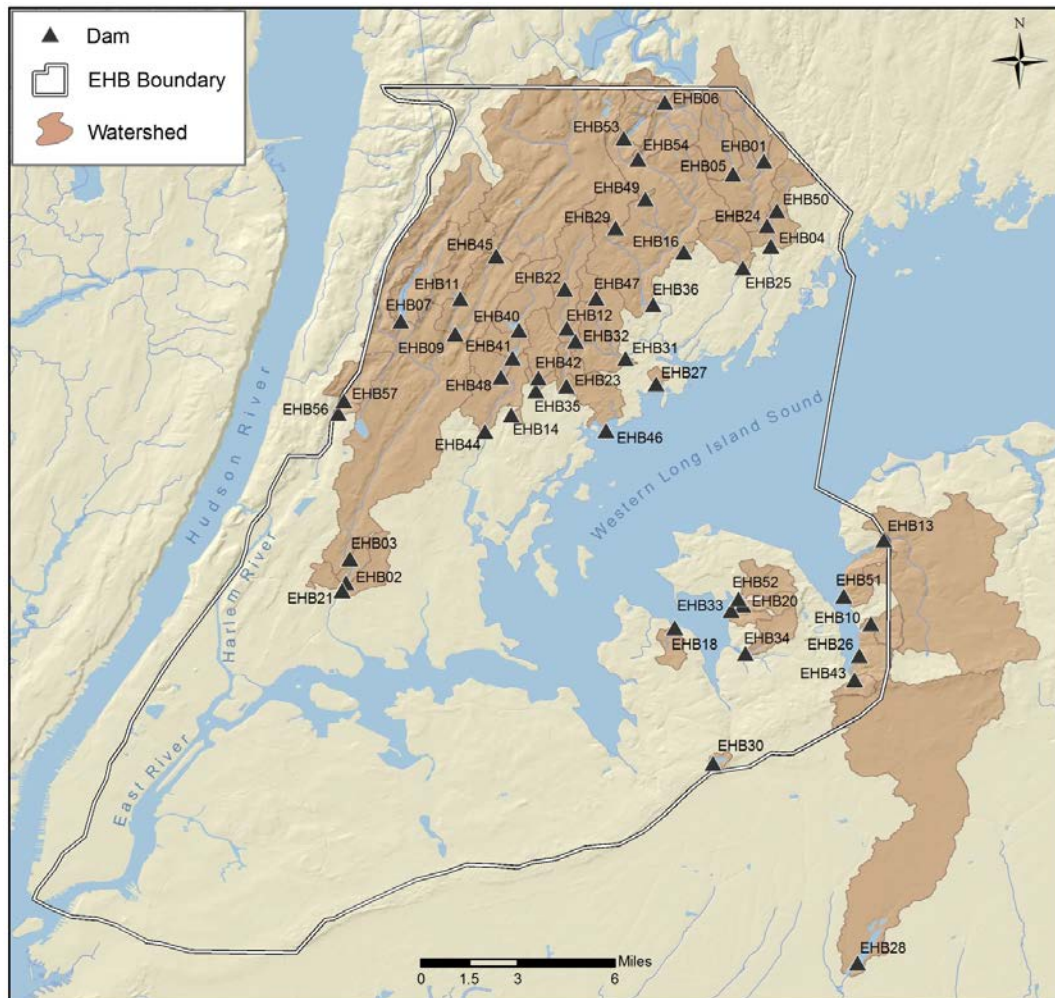 N
Dam
EHB Boundary
Watershed
EHB06
EHB53
EHB54
EHB01
EHB05
EHB49
EHB50
EHB29
EHB24
EHB16
EHB04
EHB45
EHB25
EHB22
EHB47
EHB11
EHB36
EHB07
EHB40
EHB12
EHB32
EHB09
EHB41
EHB31
EHB42
EHB27
EHB48
EHB23
EHB57
EHB35
EHB56
EHB14
EHB46
EHB44
Hudson River
Western Long Island Sound
EHB13
EHB03
EHB02
EHB21
Harlem River
EHB52
EHB51
EHB33
EHB20
EHB10
EHB18
EHB34
EHB26
EHB43
EHB30
East River
EHB28
Miles
0 1.5 3 6